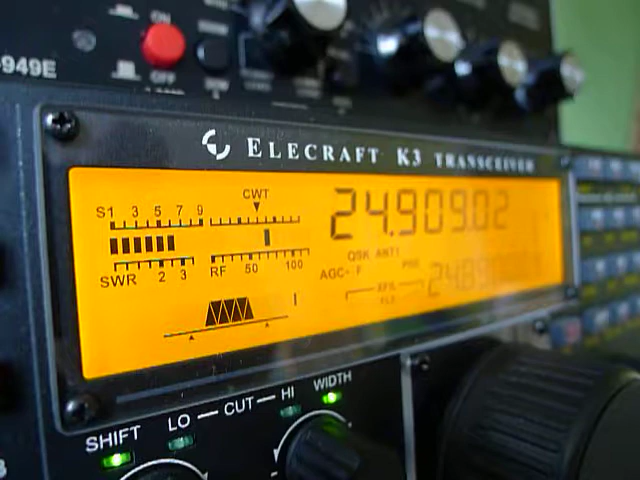 -949E
ON
OFF
ELECRAFT K3 TRANSCEIVER
CWT
S1 3 5 7 9
24.909.02
SWR 2 3
RF 50 100
QSK ANT1
AGC-F
SHIFT LO CUT HI WIDTH